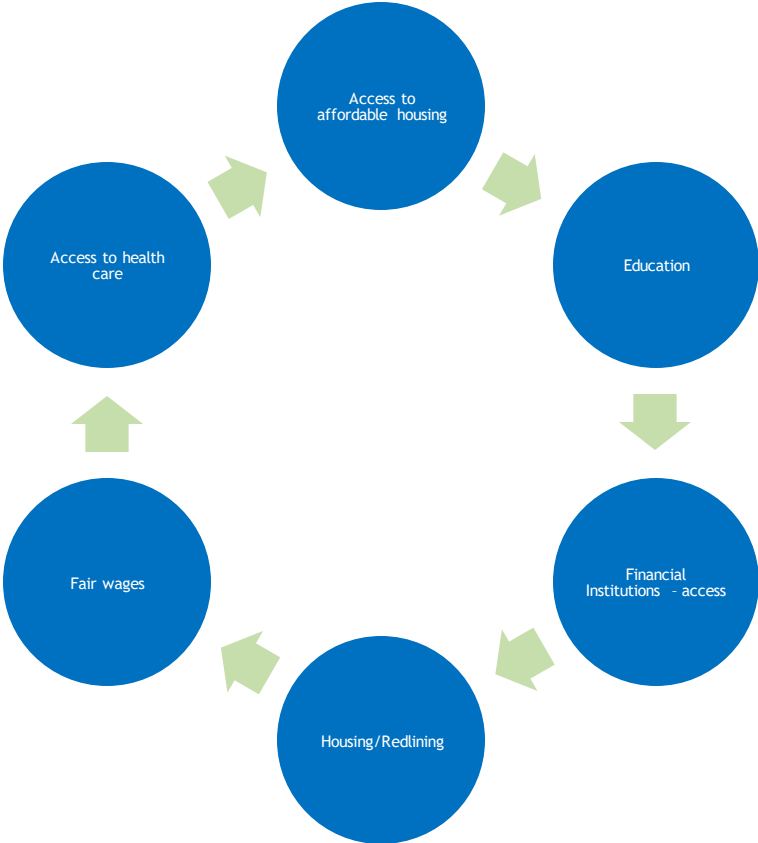 Access to
affordable housing
Education
Financial
Institutions - access
Housing/Redlining
Fair wages
Access to health
care